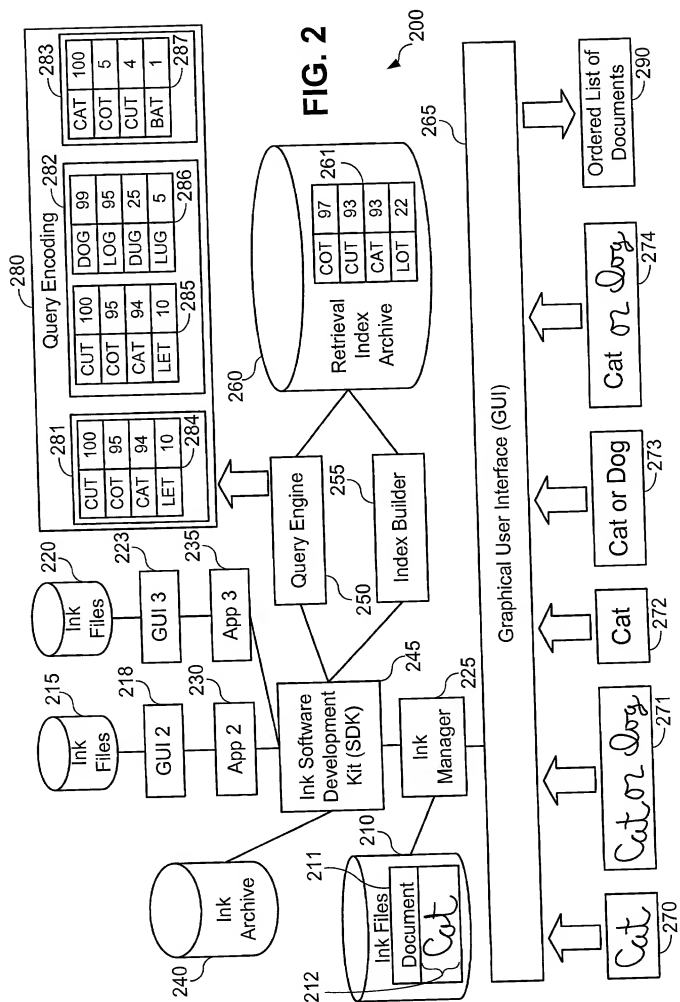 280
Query Encoding
281
CUT 100
COT 95
CAT 94
LET 10
284
282
CUT 100
COT 95
CAT 94
LET 10
285
DOG 99
LOG 95
DUG 25
LUG 5
286
283
CAT 100
COT 5
CUT 4
BAT 1
287
FIG. 2
200
215
Ink
Files
220
Ink
Files
218
GUI 2
223
GUI 3
230
App 2
235
App 3
240
Ink
Archive
Ink Software
Development
Kit (SDK)
245
Query Engine
250
255
Index Builder
260
Retrieval
Index
Archive
261
COT 97
CUT 93
CAT 93
LOT 22
210
Ink Files
211
Document
212
Cat
Ink
Manager
225
265
Graphical User Interface (GUI)
Cat
270
Cat or dog
271
Cat
272
Cat or Dog
273
Cat or dog
274
Ordered List of
Documents
290